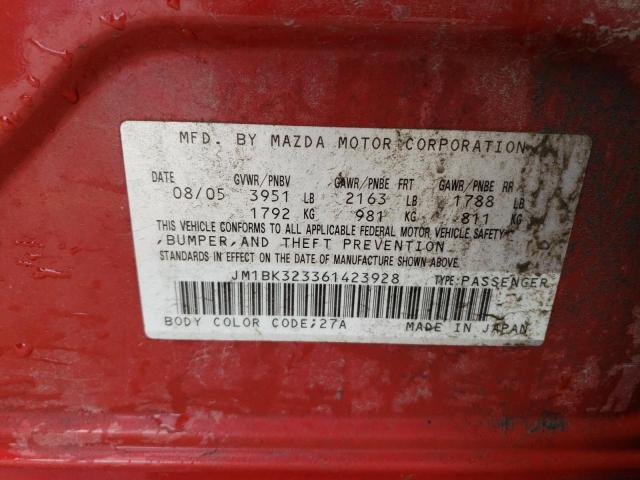 MFD. BY MAZDA MOTOR CORPORATION
DATE GVWR/PNBV GAWR/PNBE FRT GAWR/PNBE RR
08/05 3951 LB 2163 LB 1788 LB
1792 KG 981 KG 811 KG
THIS VEHICLE CONFORMS TO ALL APPLICABLE FEDERAL MOTOR VEHICLE SAFETY
,BUMPER,AND THEFT PREVENTION
STANDARDS IN EFFECT ON THE DATE OF MANUFACTURE SHOWN ABOVE.
JM1BK323361423928 TYPE:PASSENGER
BODY COLOR CODE;27A MADE IN JAPAN